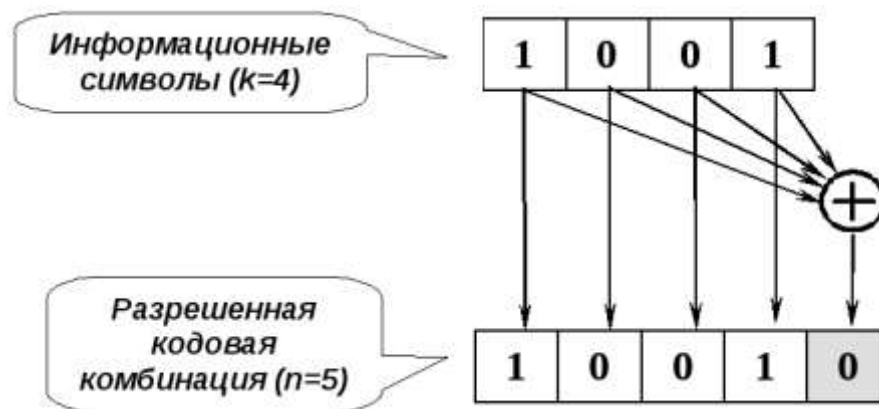 Информационные
символы (k=4)
1 0 0 1
Разрешенная
кодовая
комбинация (n=5)
1 0 0 1 0